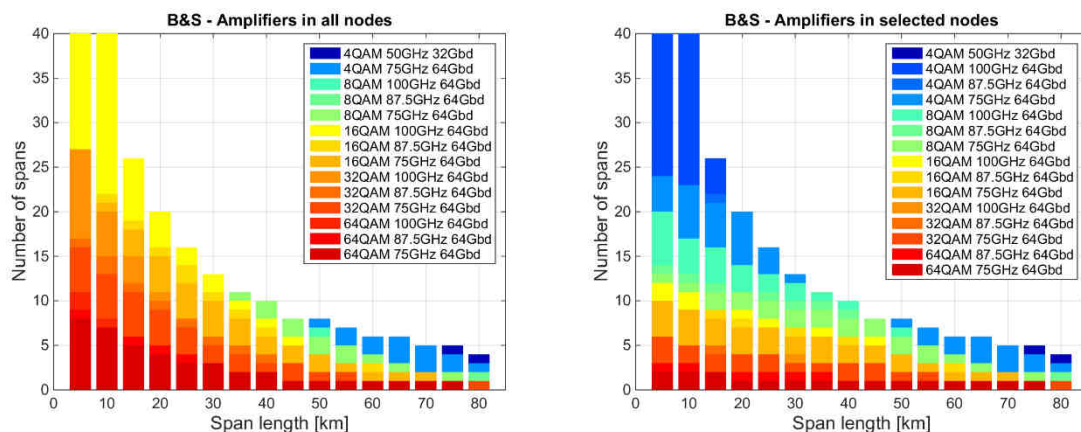 B&S - Amplifiers in all nodes
40
35
30
25
20
15
10
5
0
Number of spans
4QAM 50GHz 32Gbd
4QAM 75GHz 64Gbd
8QAM 100GHz 64Gbd
8QAM 87.5GHz 64Gbd
8QAM 75GHz 64Gbd
16QAM 100GHz 64Gbd
16QAM 87.5GHz 64Gbd
16QAM 75GHz 64Gbd
32QAM 100GHz 64Gbd
32QAM 87.5GHz 64Gbd
32QAM 75GHz 64Gbd
64QAM 100GHz 64Gbd
64QAM 87.5GHz 64Gbd
64QAM 75GHz 64Gbd
0 10 20 30 40 50 60 70 80
Span length [km]
B&S - Amplifiers in selected nodes
40
35
30
25
20
15
10
5
0
Number of spans
4QAM 50GHz 32Gbd
4QAM 100GHz 64Gbd
4QAM 87.5GHz 64Gbd
4QAM 75GHz 64Gbd
8QAM 100GHz 64Gbd
8QAM 87.5GHz 64Gbd
8QAM 75GHz 64Gbd
16QAM 100GHz 64Gbd
16QAM 87.5GHz 64Gbd
16QAM 75GHz 64Gbd
32QAM 100GHz 64Gbd
32QAM 87.5GHz 64Gbd
32QAM 75GHz 64Gbd
64QAM 87.5GHz 64Gbd
64QAM 75GHz 64Gbd
0 10 20 30 40 50 60 70 80
Span length [km]